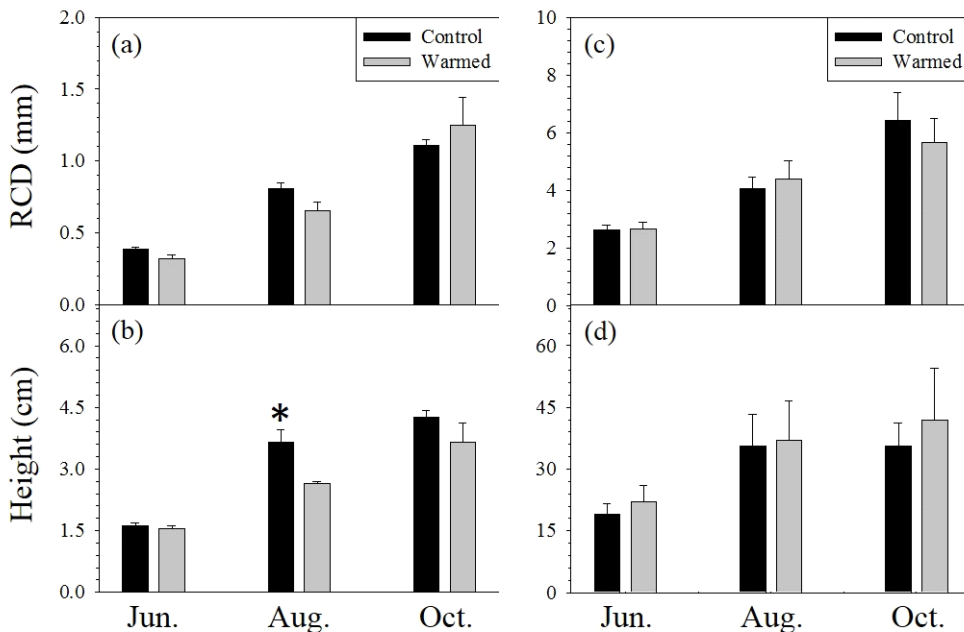 RCD (mm)
2.0
1.5
1.0
0.5
0.0
(a)
Control
Warmed
10
8
6
4
2
0
(c)
Control
Warmed
Height (cm)
6.0
4.5
3.0
1.5
0.0
(b)
*
60
45
30
15
0
(d)
Jun. Aug. Oct.
Jun. Aug. Oct.